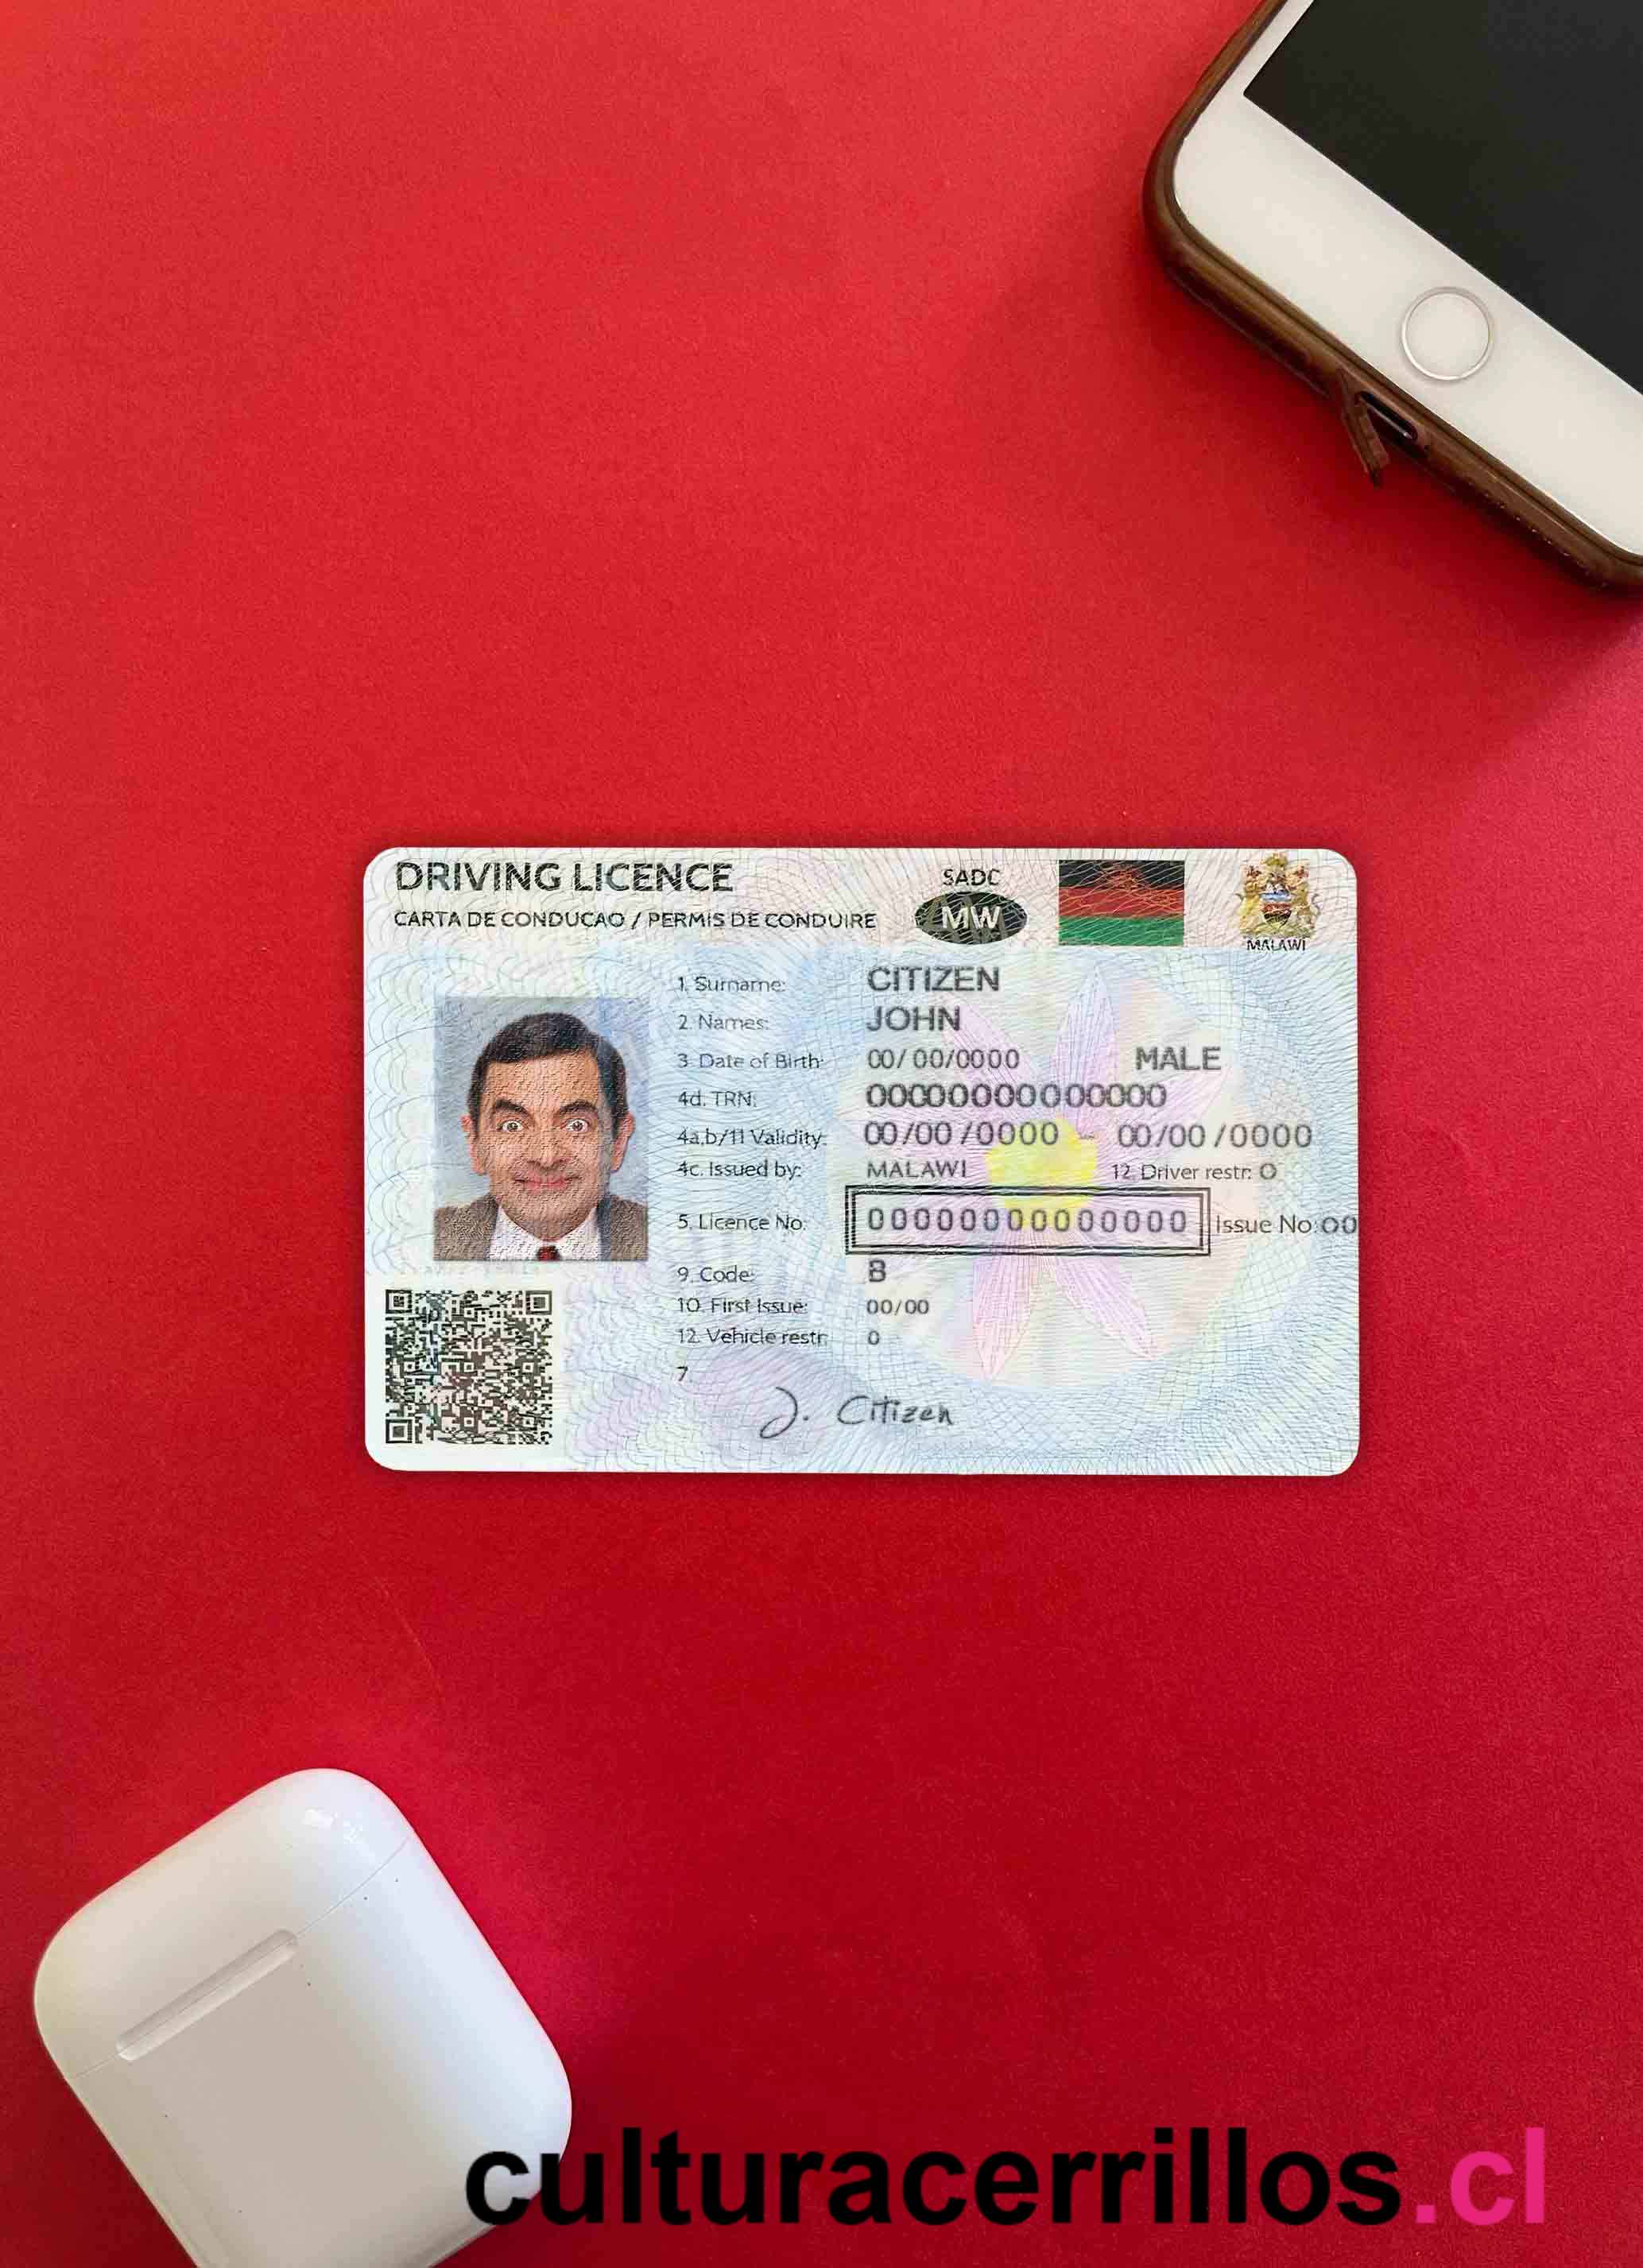 DRIVING LICENCE
CARTA DE CONDUCAO / PERMIS DE CONDUIRE
SADC
MW
MALAWI
1. Surname: CITIZEN
2. Names: JOHN
3. Date of Birth: 00/00/0000 MALE
4d. TRN: 000000000000000
4a,b/11 Validity: 00/00/0000 - 00/00/0000
4c. Issued by: MALAWI 12. Driver restr: 0
5. Licence No: 00000000000000 Issue No:00
9. Code: B
10. First Issue: 00/00
12. Vehicle restr: 0
7.
J. Citizen
culturacerrillos.cl